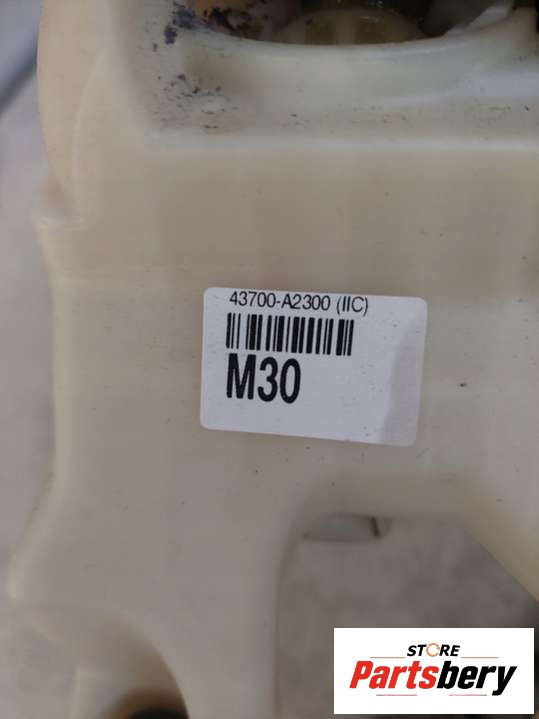 43700-A2300 (IIC)
M30
STORE
Partsbery